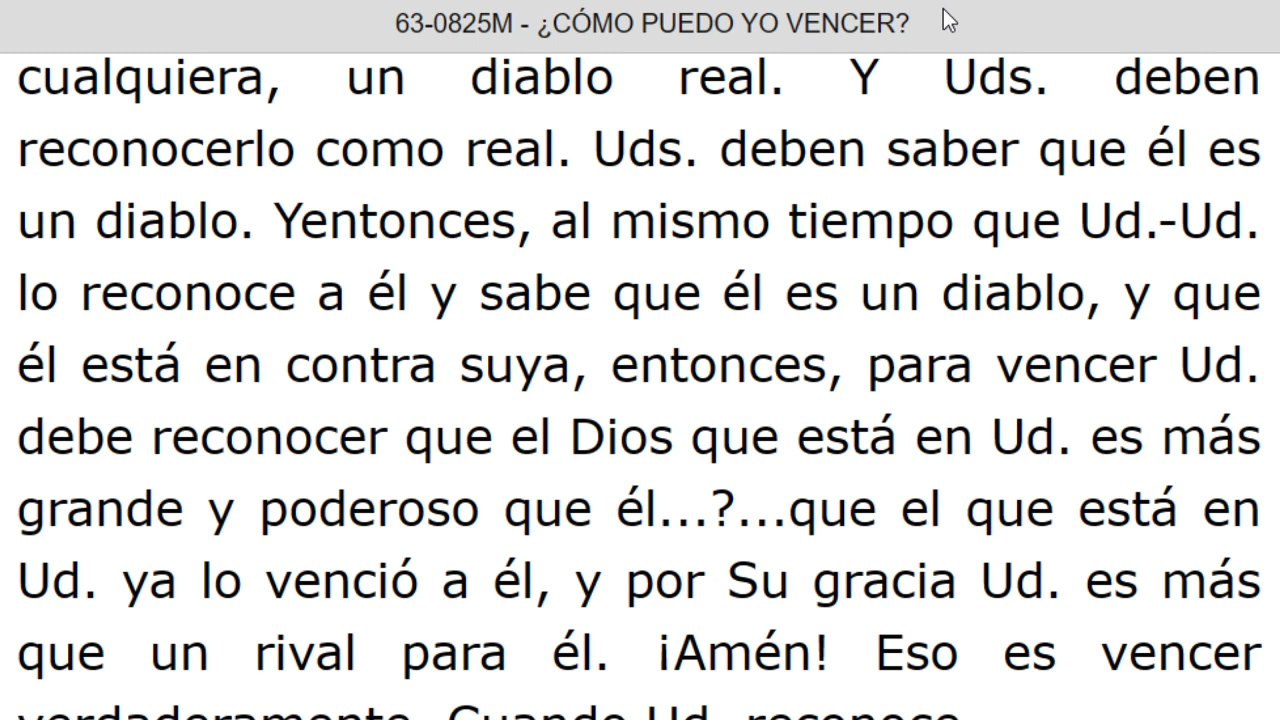 63-0825M - ¿CÓMO PUEDO YO VENCER?
cualquiera, un diablo real. Y Uds. deben
reconocerlo como real. Uds. deben saber que él es
un diablo. Yentonces, al mismo tiempo que Ud.-Ud.
lo reconoce a él y sabe que él es un diablo, y que
él está en contra suya, entonces, para vencer Ud.
debe reconocer que el Dios que está en Ud. es más
grande y poderoso que él...?...que el que está en
Ud. ya lo venció a él, y por Su gracia Ud. es más
que un rival para él. ¡Amén! Eso es vencer
verdaderamente. Cuando Ud. reconoce